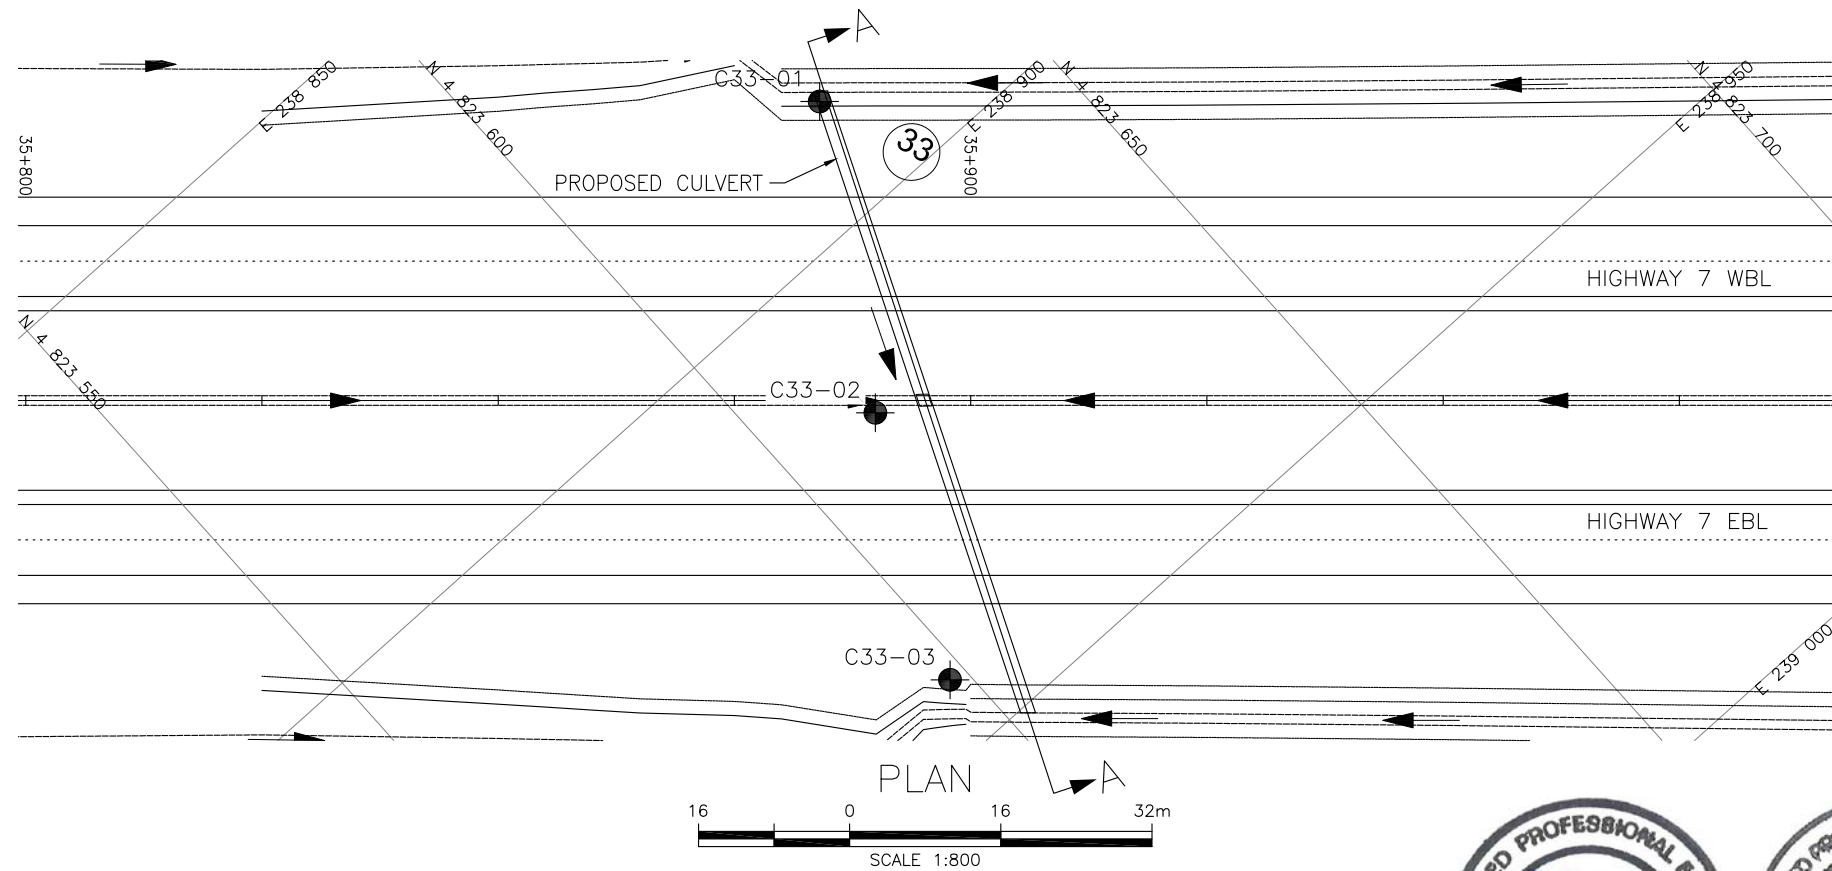 A
C33-01
E 238 850
N 4 823 600
E 238 900
N 4 823 650
E 238 950
N 4 823 700
33
35+800
35+900
PROPOSED CULVERT
HIGHWAY 7 WBL
N 4 823 550
C33-02
HIGHWAY 7 EBL
C33-03
E 239 000
A
PLAN
16 0 16 32m
SCALE 1:800
PROFESSIONAL